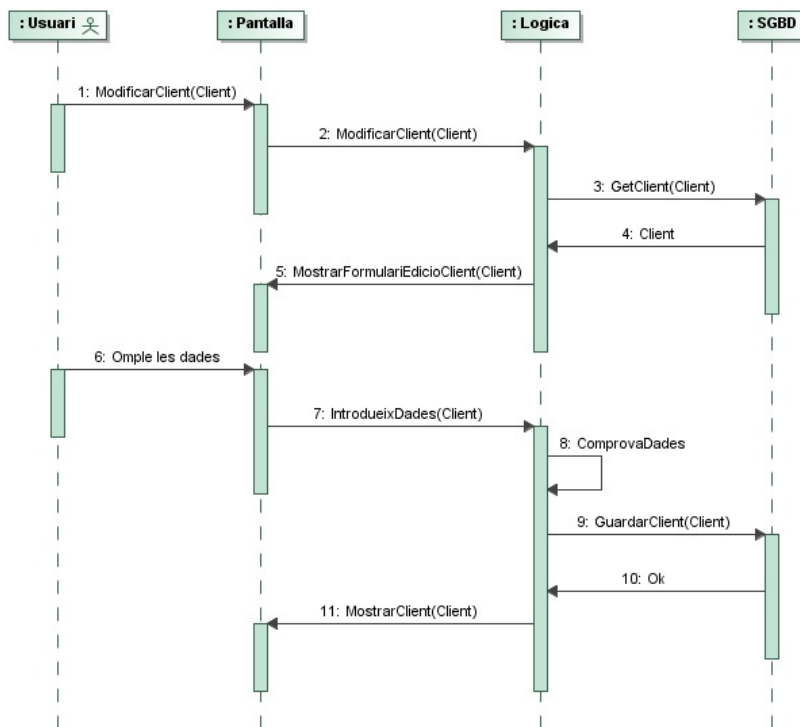 : Usuari
: Pantalla
: Logica
: SGBD
1: ModificarClient(Client)
2: ModificarClient(Client)
3: GetClient(Client)
4: Client
5: MostrarFormulariEdicioClient(Client)
6: Omple les dades
7: IntrodueixDades(Client)
8: ComprovaDades
9: GuardarClient(Client)
10: Ok
11: MostrarClient(Client)